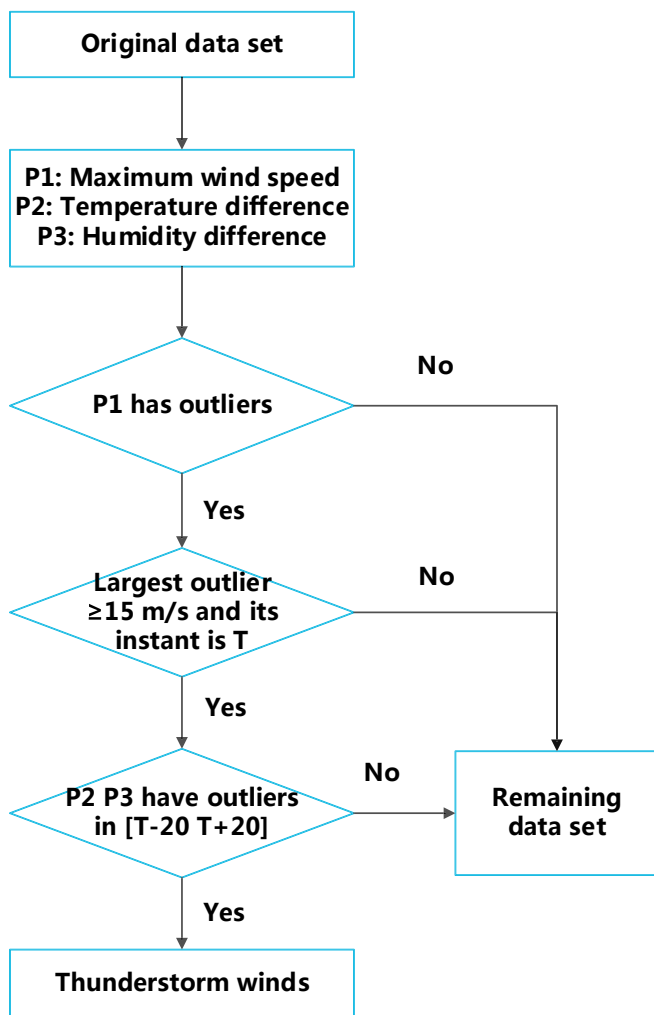 Original data set
P1: Maximum wind speed
P2: Temperature difference
P3: Humidity difference
No
P1 has outliers
Yes
Largest outlier
≥15 m/s and its
instant is T
No
Yes
P2 P3 have outliers
in [T-20 T+20]
No
Remaining
data set
Yes
Thunderstorm winds